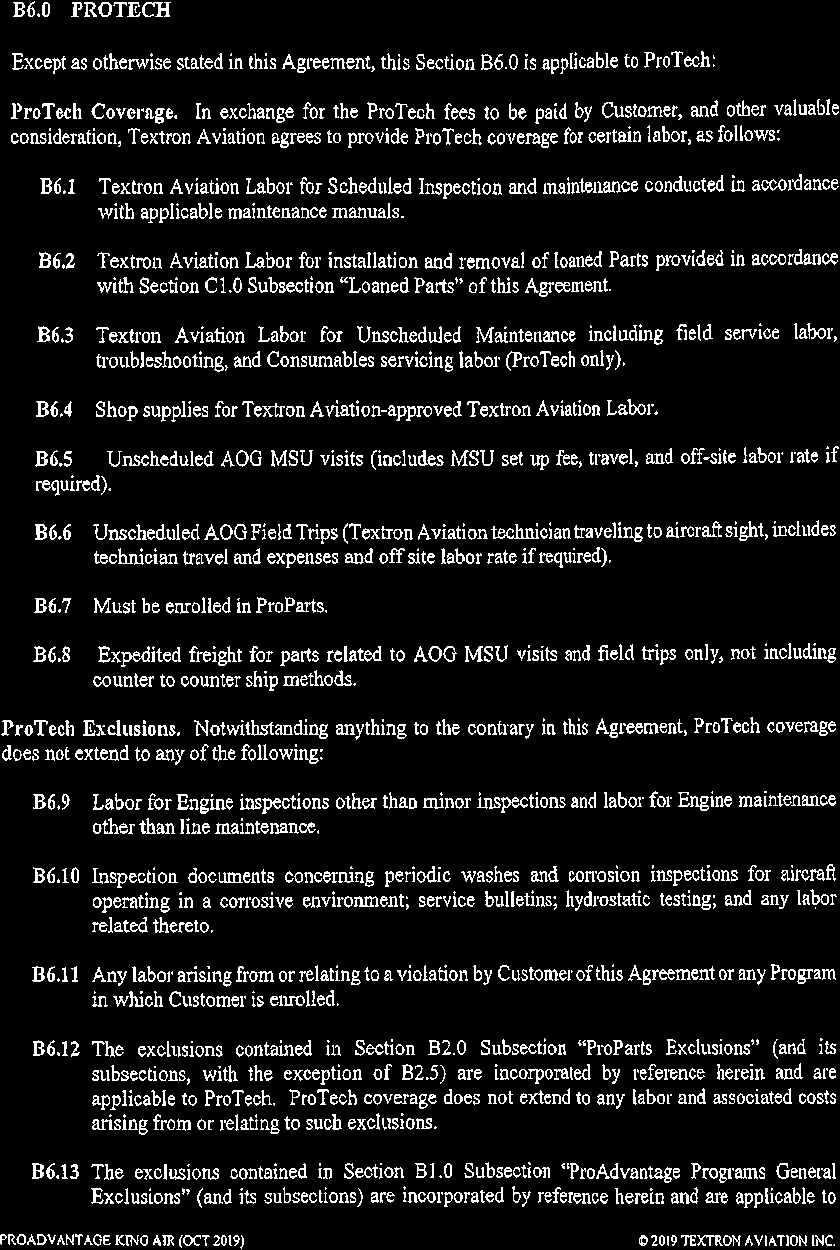 B6.0 PROTECH
Except as otherwise stated in this Agreement, this Section B6.0 is applicable to ProTech:
ProTech Coverage. In exchange for the ProTech fees to be paid by Customer, and other valuable
consideration, Textron Aviation agrees to provide ProTech coverage for certain labor, as follows:
B6.1 Textron Aviation Labor for Scheduled Inspection and maintenance conducted in accordance
with applicable maintenance manuals.
B6.2 Textron Aviation Labor for installation and removal of loaned Parts provided in accordance
with Section C1.0 Subsection “Loaned Parts” of this Agreement.
B6.3 Textron Aviation Labor for Unscheduled Maintenance including field service labor,
troubleshooting, and Consumables servicing labor (ProTech only).
B6.4 Shop supplies for Textron Aviation-approved Textron Aviation Labor.
B6.5 Unscheduled AOG MSU visits (includes MSU set up fee, travel, and off-site labor rate if
required).
B6.6 Unscheduled AOG Field Trips (Textron Aviation technician traveling to aircraft sight, includes
technician travel and expenses and off site labor rate if required).
B6.7 Must be enrolled in ProParts.
B6.8 Expedited freight for parts related to AOG MSU visits and field trips only, not including
counter to counter ship methods.
ProTech Exclusions. Notwithstanding anything to the contrary in this Agreement, ProTech coverage
does not extend to any of the following:
B6.9 Labor for Engine inspections other than minor inspections and labor for Engine maintenance
other than line maintenance.
B6.10 Inspection documents concerning periodic washes and corrosion inspections for aircraft
operating in a corrosive environment; service bulletins; hydrostatic testing; and any labor
related thereto.
B6.11 Any labor arising from or relating to a violation by Customer of this Agreement or any Program
in which Customer is enrolled.
B6.12 The exclusions contained in Section B2.0 Subsection “ProParts Exclusions” (and its
subsections, with the exception of B2.5) are incorporated by reference herein and are
applicable to ProTech. ProTech coverage does not extend to any labor and associated costs
arising from or relating to such exclusions.
B6.13 The exclusions contained in Section B1.0 Subsection “ProAdvantage Programs General
Exclusions” (and its subsections) are incorporated by reference herein and are applicable to
PROADVANTAGE KING AIR (OCT 2019) © 2019 TEXTRON AVIATION INC.